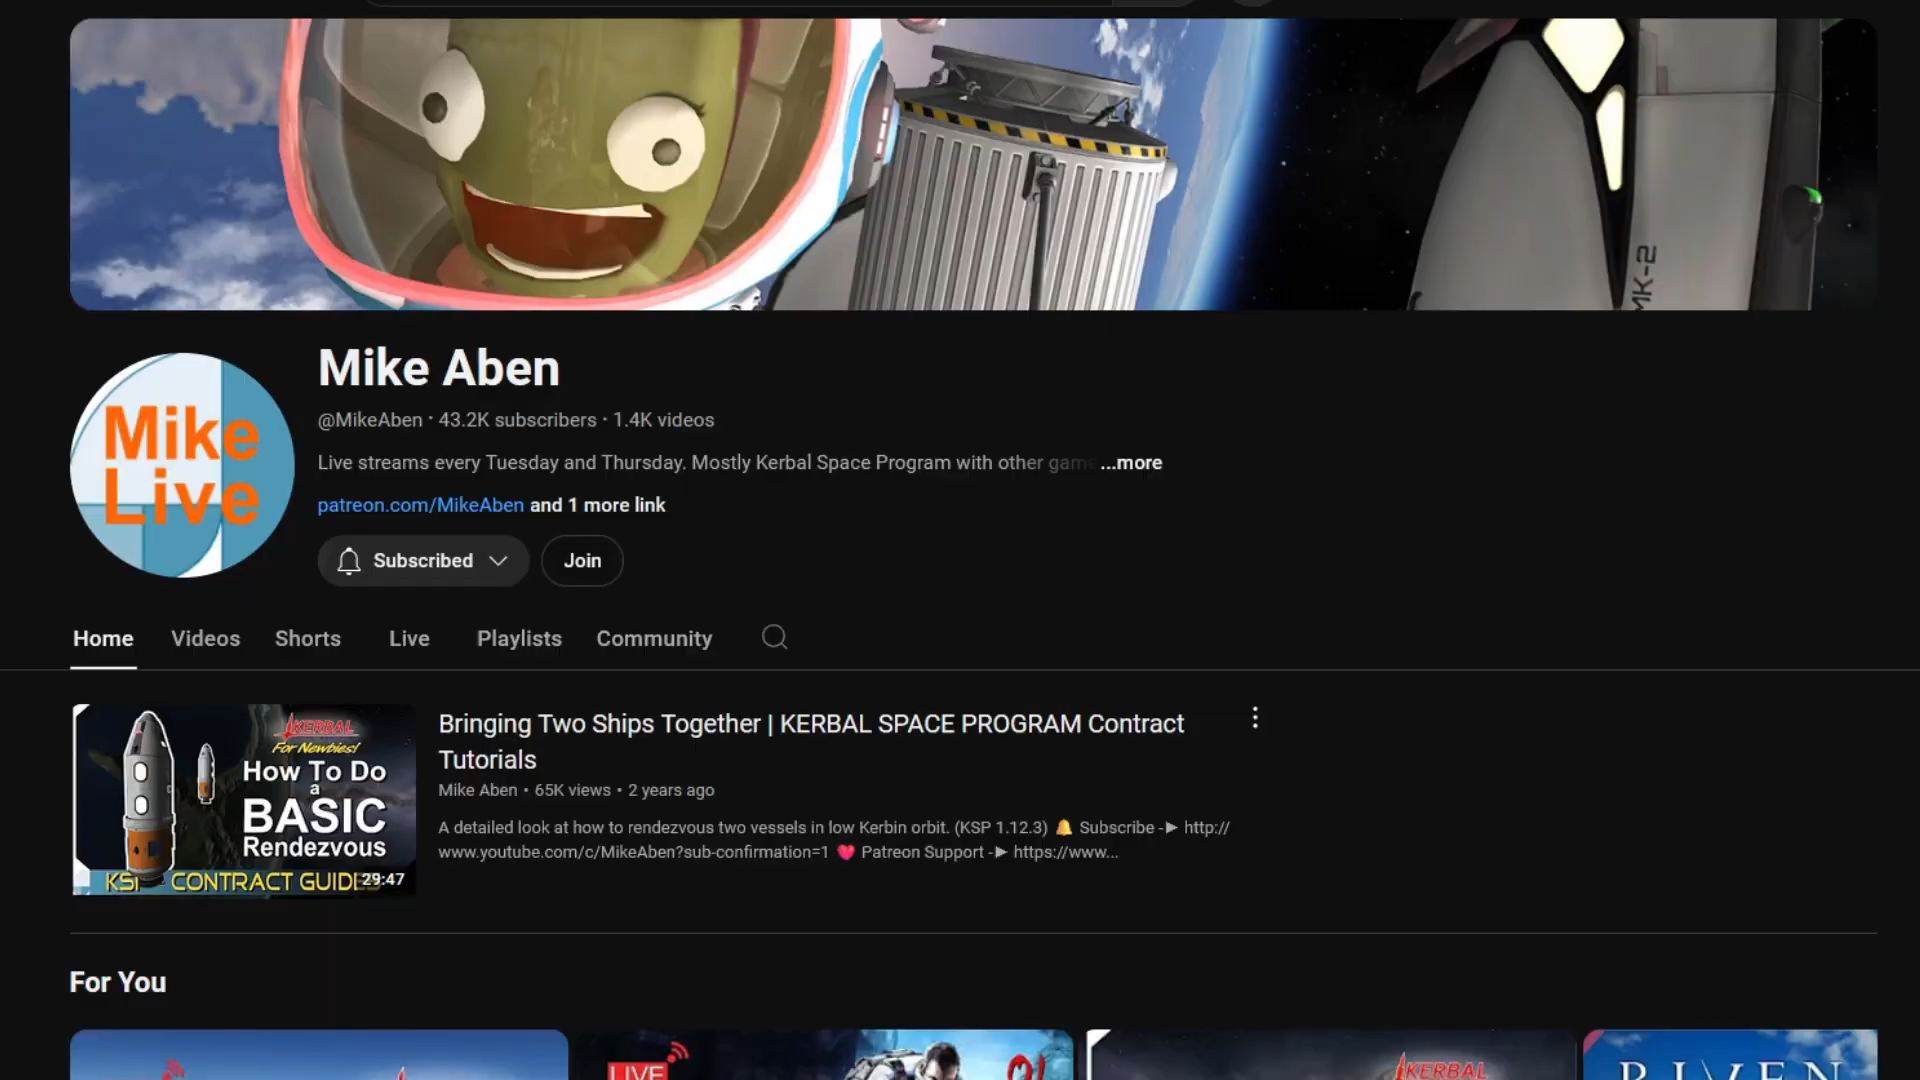 MK-2
Mike
Live
Mike Aben
@MikeAben • 43.2K subscribers • 1.4K videos
Live streams every Tuesday and Thursday. Mostly Kerbal Space Program with other game ...more
patreon.com/MikeAben and 1 more link
Subscribed
Join
Home Videos Shorts Live Playlists Community
KERBAL
For Newbies!
How To Do
a
BASIC
Rendezvous
CONTRACT GUIDE
29:47
Bringing Two Ships Together | KERBAL SPACE PROGRAM Contract
Tutorials
Mike Aben • 65K views • 2 years ago
A detailed look at how to rendezvous two vessels in low Kerbin orbit. (KSP 1.12.3) 🔔 Subscribe -► http://
www.youtube.com/c/MikeAben?sub-confirmation=1 💗 Patreon Support -► https://www...
For You
LIVE
KERBAL
RIVEN